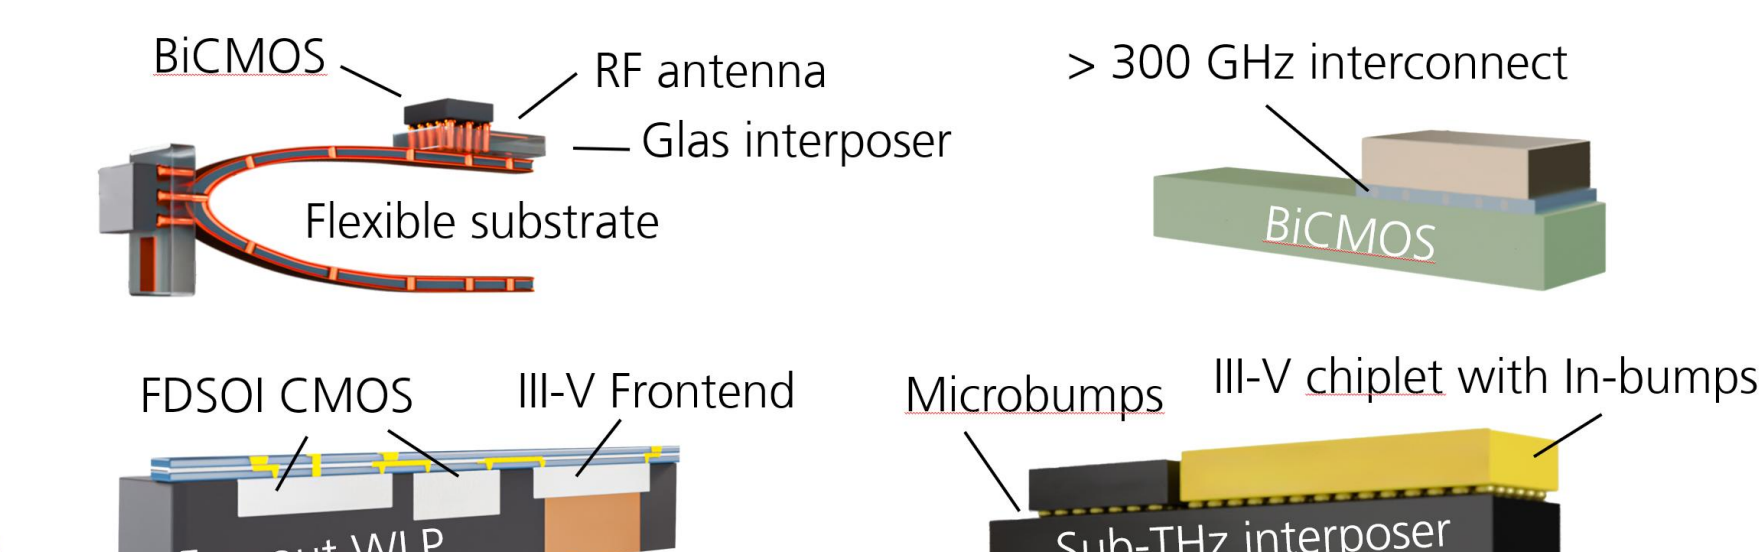 BiCMOS
RF antenna
Glas interposer
Flexible substrate
> 300 GHz interconnect
BiCMOS
FDSOI CMOS
III-V Frontend
WLP
Microbumps
III-V chiplet with In-bumps
Sub-THz interposer